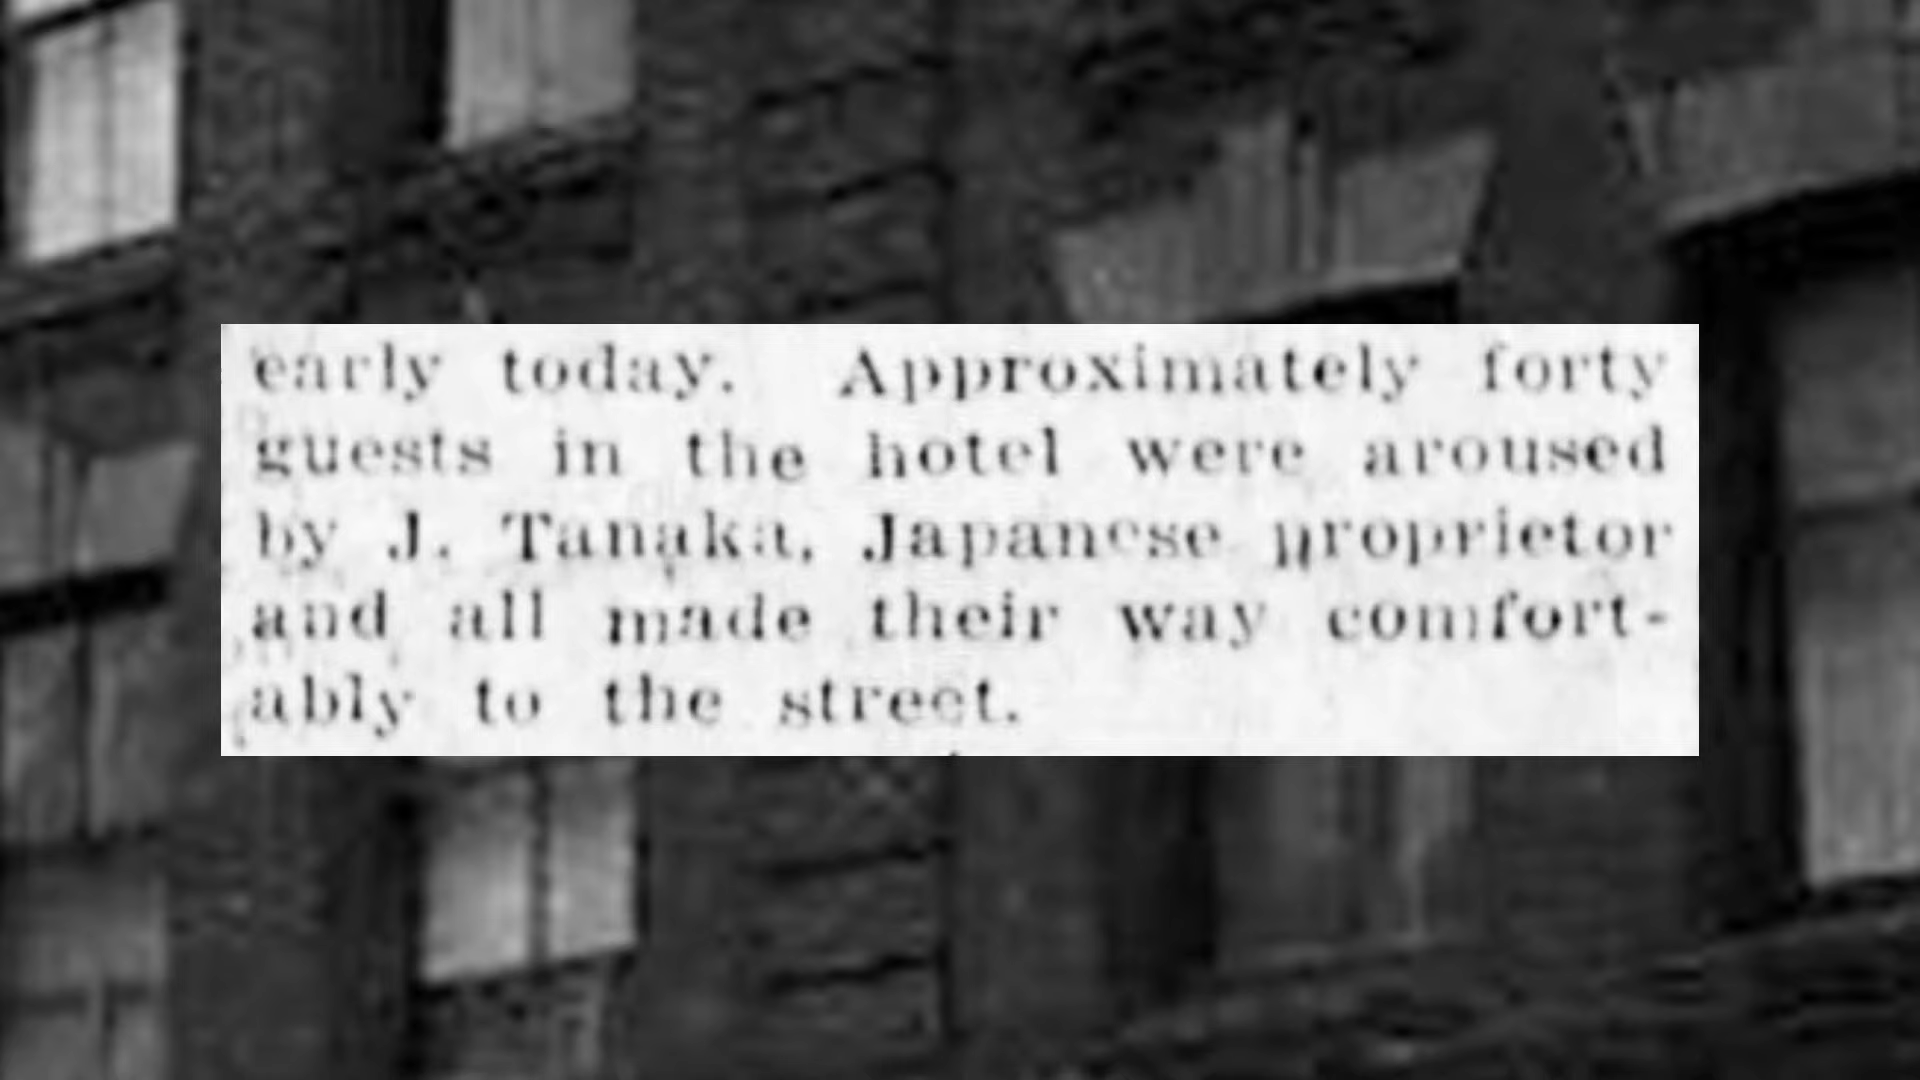 early today. Approximately forty
guests in the hotel were aroused
by J. Tanaka, Japanese proprietor
and all made their way comfort-
ably to the street.